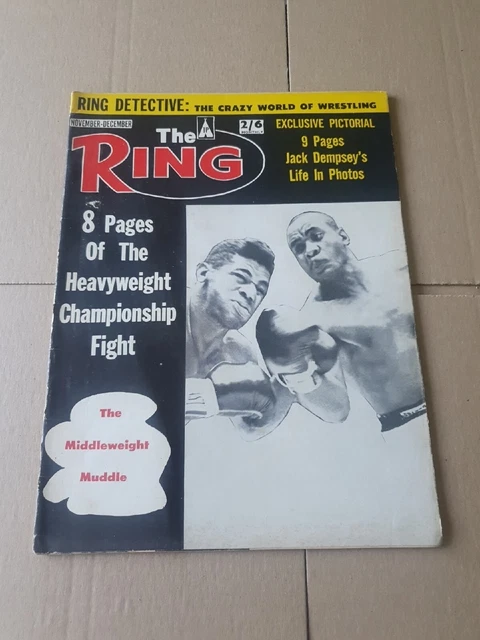 RING DETECTIVE: THE CRAZY WORLD OF WRESTLING
NOVEMBER-DECEMBER
The
RING
2/6
EXCLUSIVE PICTORIAL
9 Pages
Jack Dempsey's
Life In Photos
8 Pages
Of The
Heavyweight
Championship
Fight
The
Middleweight
Muddle